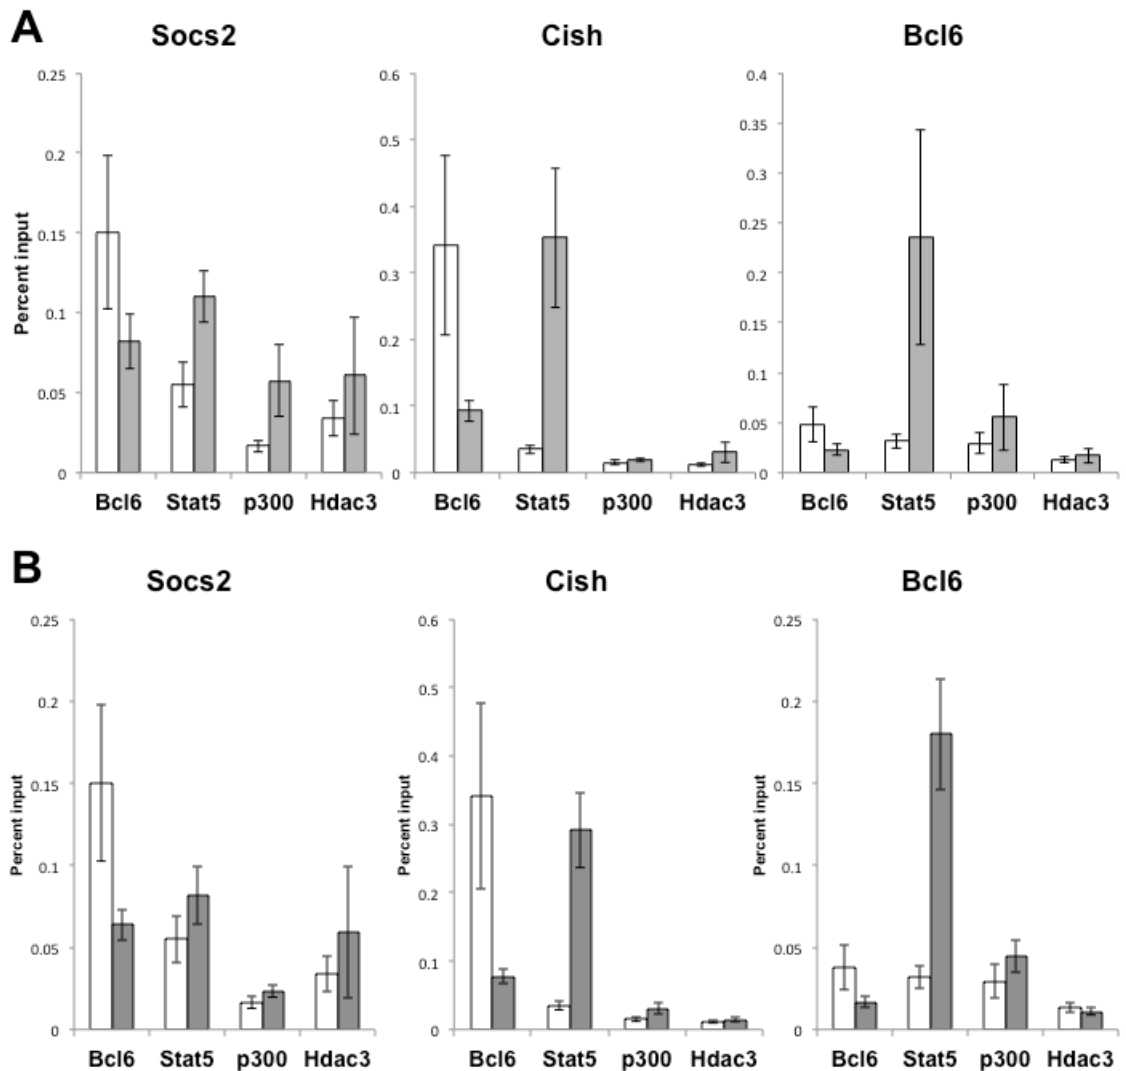 A
Socs2 Cish Bcl6
0.25 0.6 0.4
0.35
0.2 0.5
0.3
0.4
0.15 0.25
0.3
0.2
0.1
0.2 0.15
0.1
0.05
0.1
0.05
0 0 0
Percent input
Bcl6 Stat5 p300 Hdac3 Bcl6 Stat5 p300 Hdac3 Bcl6 Stat5 p300 Hdac3
B
Socs2 Cish Bcl6
0.25 0.6 0.25
0.5
0.2 0.2
0.4
0.15 0.15
0.3
0.1 0.1
0.2
0.05 0.1 0.05
0 0 0
Percent input Percent input Percent input
Bcl6 Stat5 p300 Hdac3 Bcl6 Stat5 p300 Hdac3 Bcl6 Stat5 p300 Hdac3